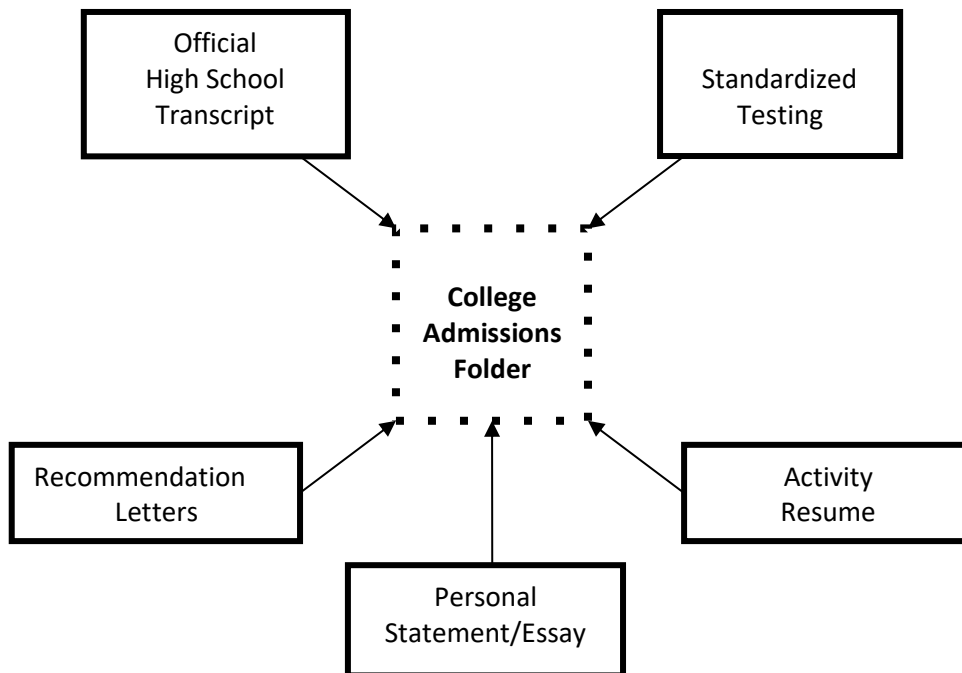 Official
High School
Transcript
Standardized
Testing
College
Admissions
Folder
Recommendation
Letters
Activity
Resume
Personal
Statement/Essay